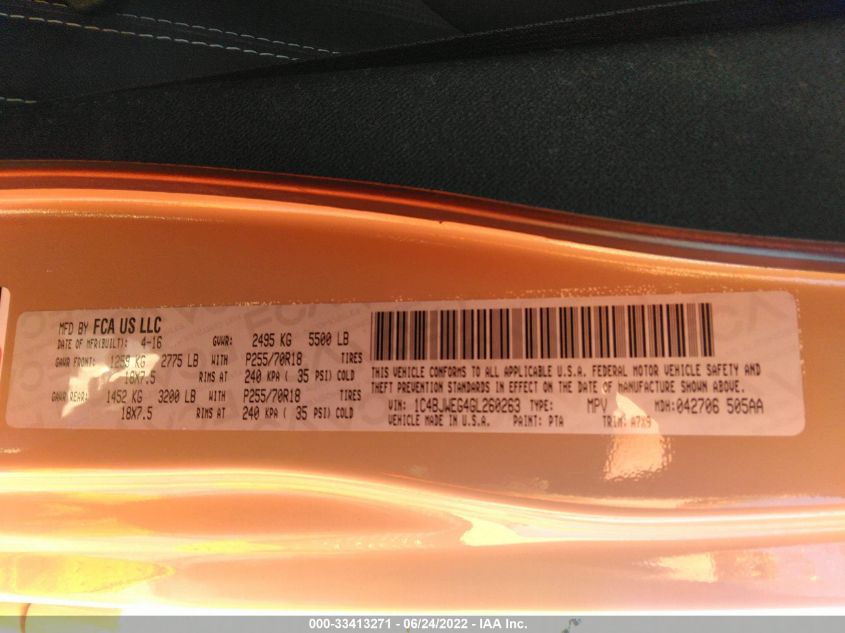 MFD BY FCA US LLC
DATE OF MFR(BUILT): 4-16 GVWR: 2495 KG 5500 LB
GAWR FRONT: 1259 KG 2775 LB WITH P255/70R18 TIRES
18X7.5 RIMS AT 240 KPA ( 35 PSI) COLD
GAWR REAR: 1452 KG 3200 LB WITH P255/70R18 TIRES
18X7.5 RIMS AT 240 KPA ( 35 PSI) COLD
THIS VEHICLE CONFORMS TO ALL APPLICABLE U.S.A. FEDERAL MOTOR VEHICLE SAFETY AND
THEFT PREVENTION STANDARDS IN EFFECT ON THE DATE OF MANUFACTURE SHOWN ABOVE.
VIN: 1C4BJWEG4GL260263 TYPE: MPV MDH: 042706 505AA
VEHICLE MADE IN U.S.A. PAINT: PTA TRIM: A7X9
000-33413271 - 06/24/2022 - IAA Inc.